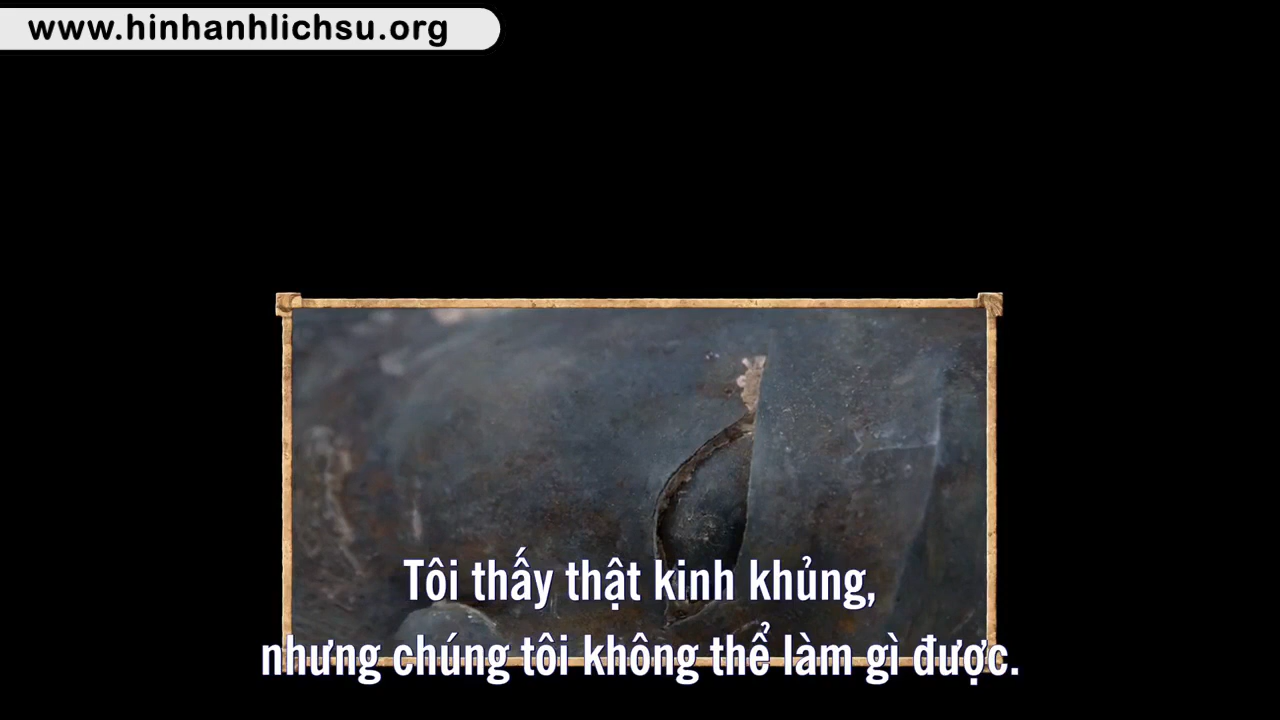 www.hinhanhlichsu.org
Tôi thấy thật kinh khủng,
nhưng chúng tôi không thể làm gì được.